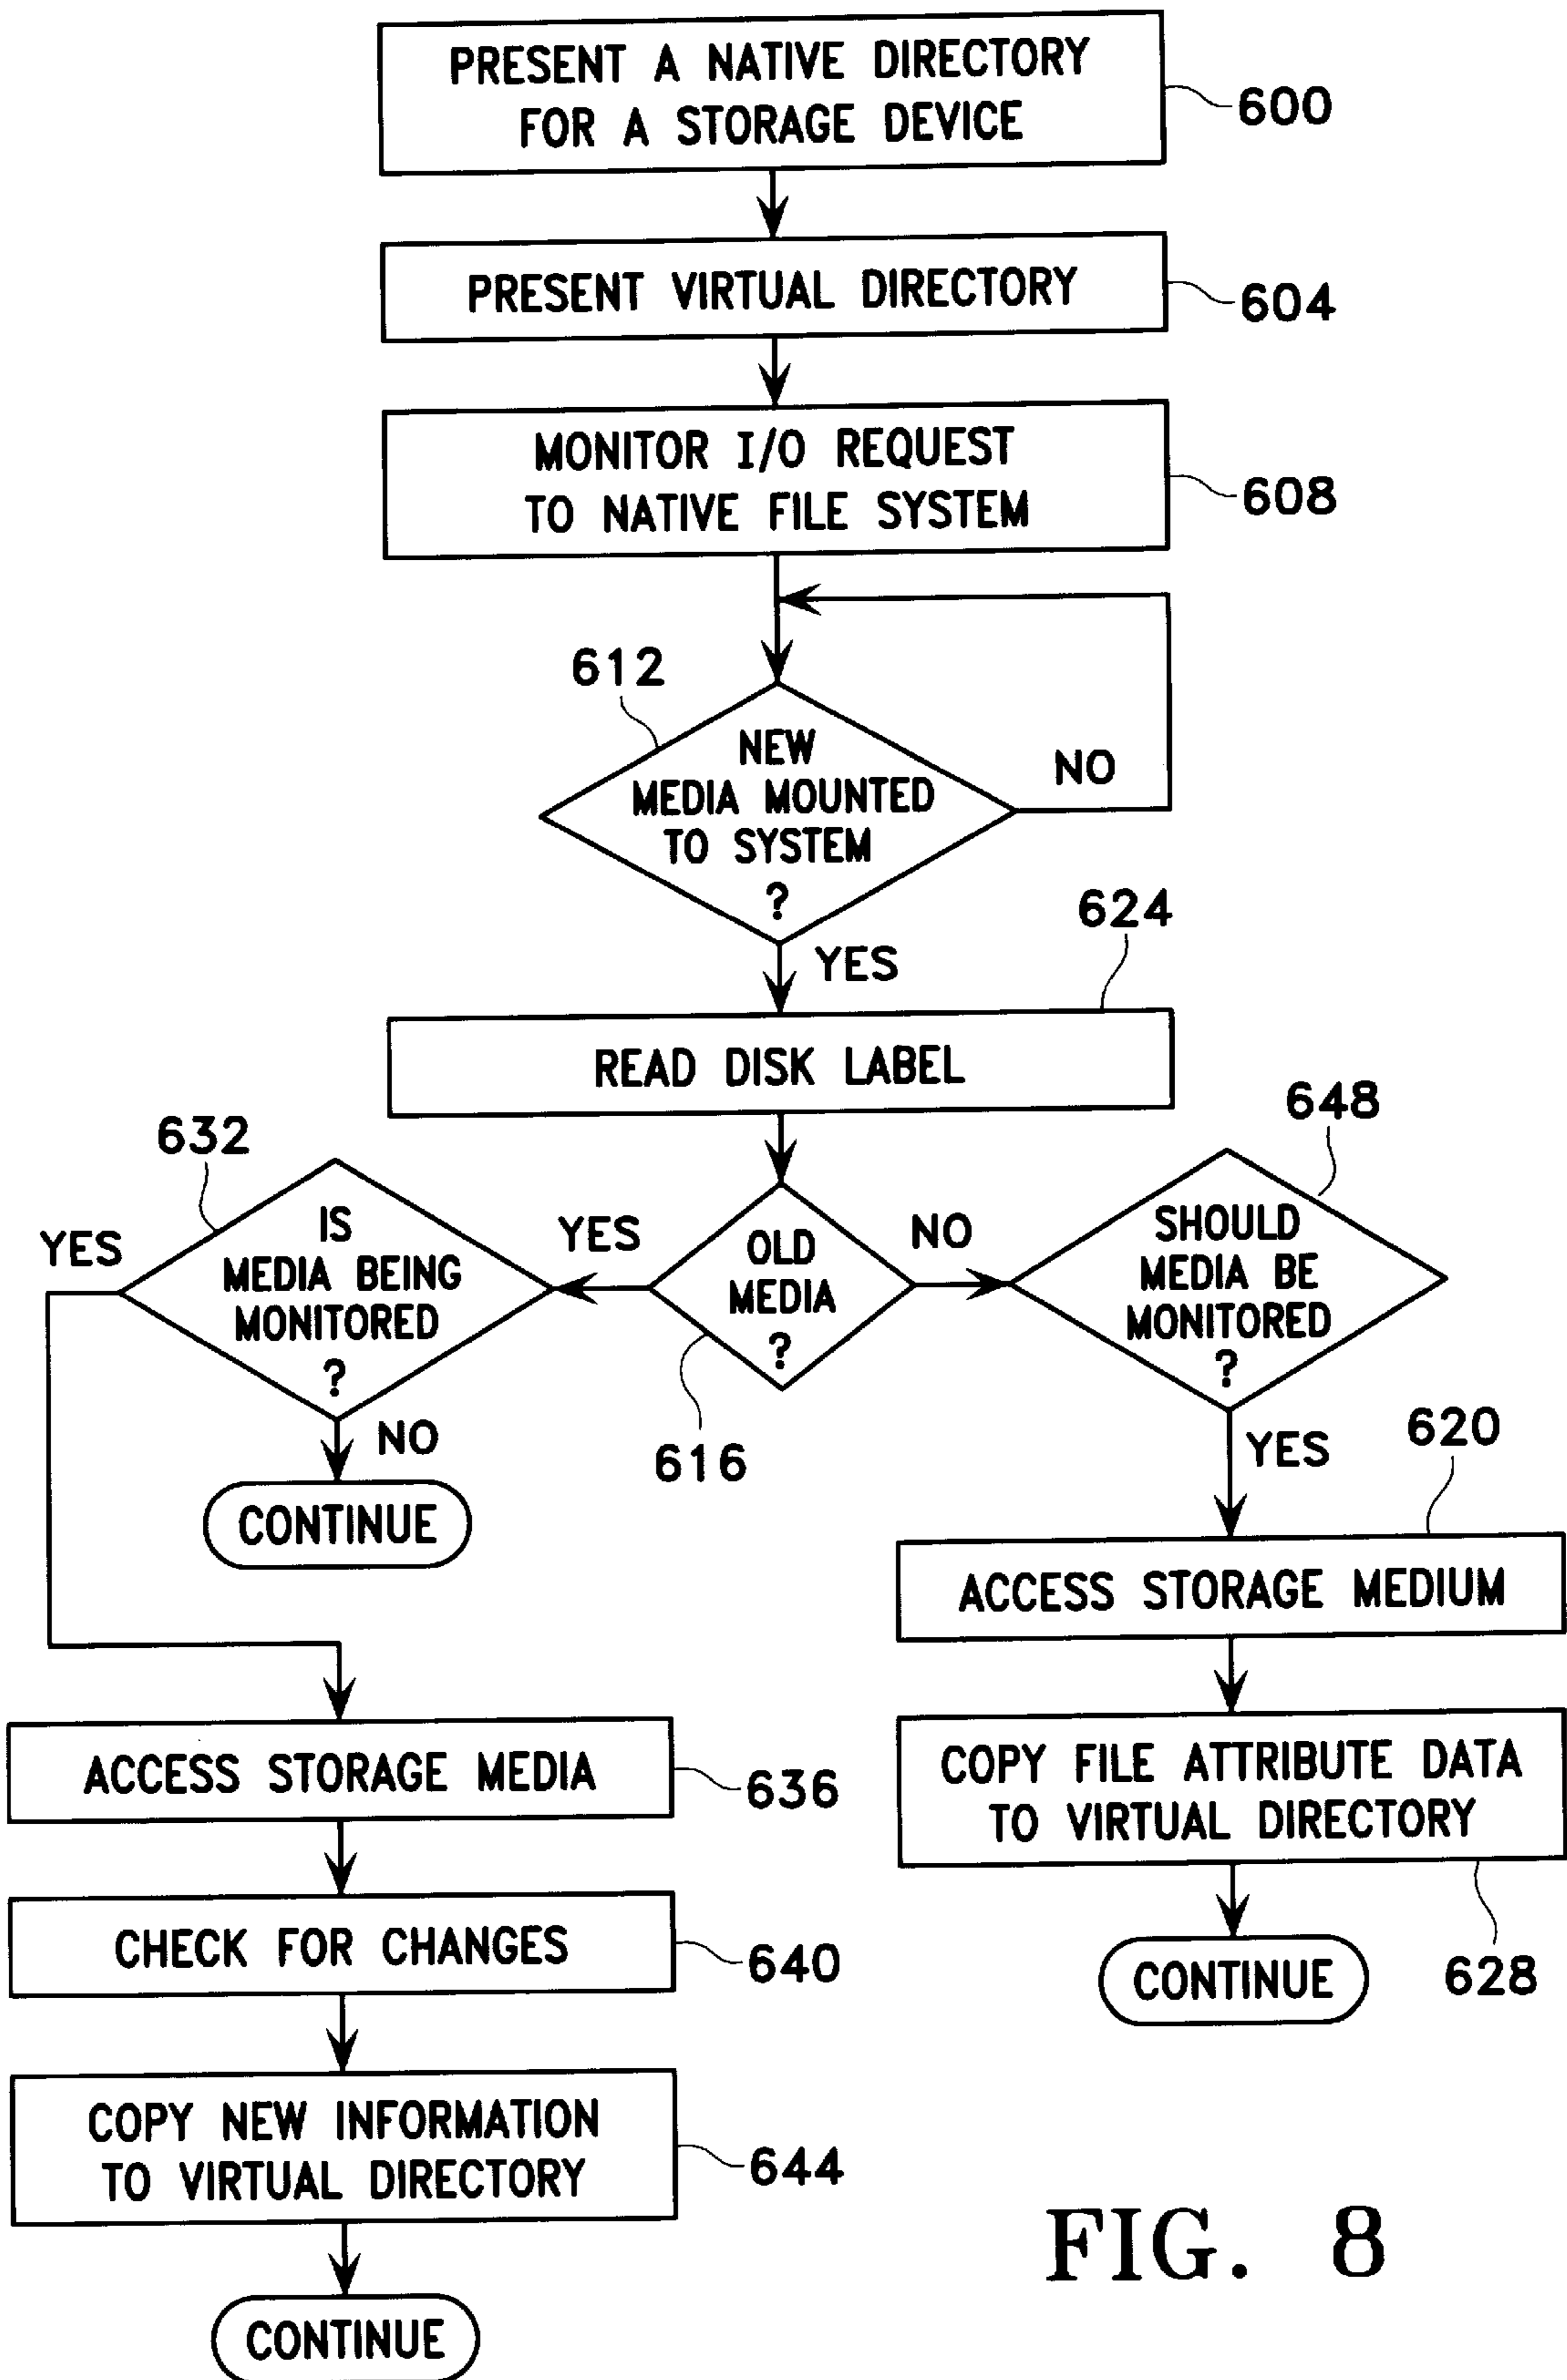 PRESENT A NATIVE DIRECTORY
FOR A STORAGE DEVICE
600
PRESENT VIRTUAL DIRECTORY
604
MONITOR I/O REQUEST
TO NATIVE FILE SYSTEM
608
612
NEW
MEDIA MOUNTED
TO SYSTEM
?
NO
YES
624
READ DISK LABEL
632
648
YES
IS
MEDIA BEING
MONITORED
?
YES
OLD
MEDIA
?
NO
SHOULD
MEDIA BE
MONITORED
?
616
NO
CONTINUE
YES
620
ACCESS STORAGE MEDIUM
COPY FILE ATTRIBUTE DATA
TO VIRTUAL DIRECTORY
628
CONTINUE
ACCESS STORAGE MEDIA
636
CHECK FOR CHANGES
640
COPY NEW INFORMATION
TO VIRTUAL DIRECTORY
644
CONTINUE
FIG. 8